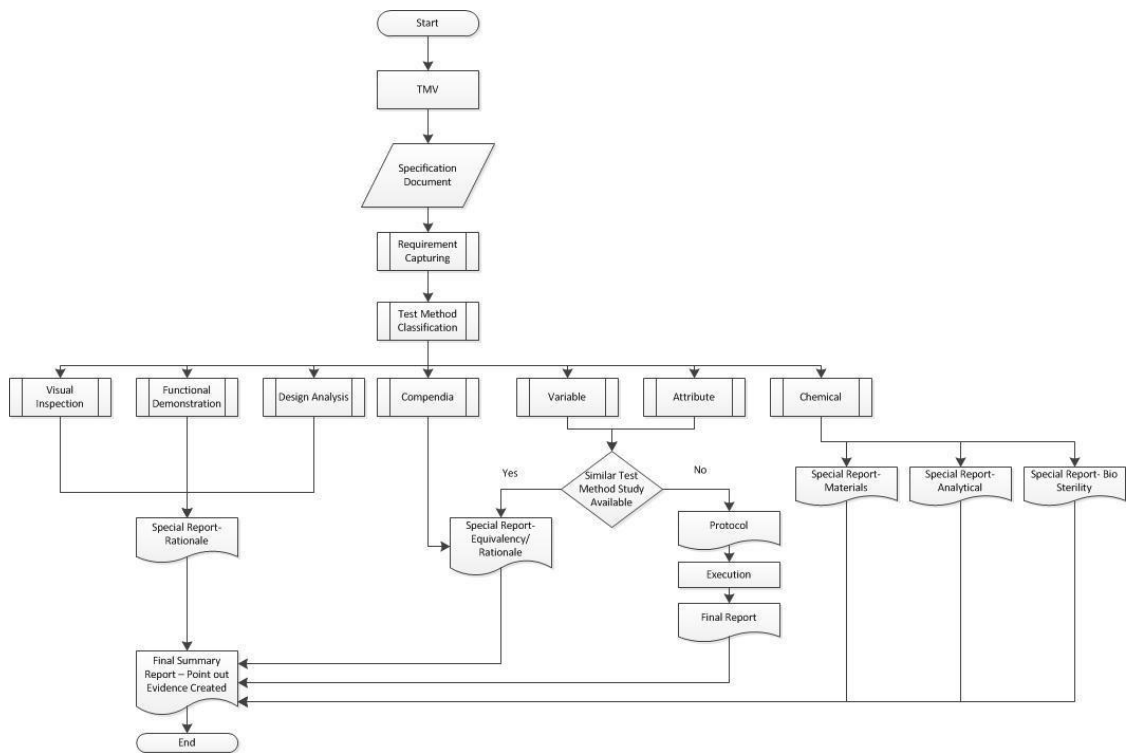 Start
TMV
Specification
Document
Requirement
Capturing
Test Method
Classification
Visual
Inspection
Functional
Demonstration
Design Analysis
Compendia
Variable
Attribute
Chemical
Yes
Similar Test
Method Study
Available
No
Special Report-
Materials
Special Report-
Analytical
Special Report- Bio
Sterility
Special Report-
Rationale
Special Report-
Equivalency/
Rationale
Protocol
Execution
Final Report
Final Summary
Report – Point out
Evidence Created
End